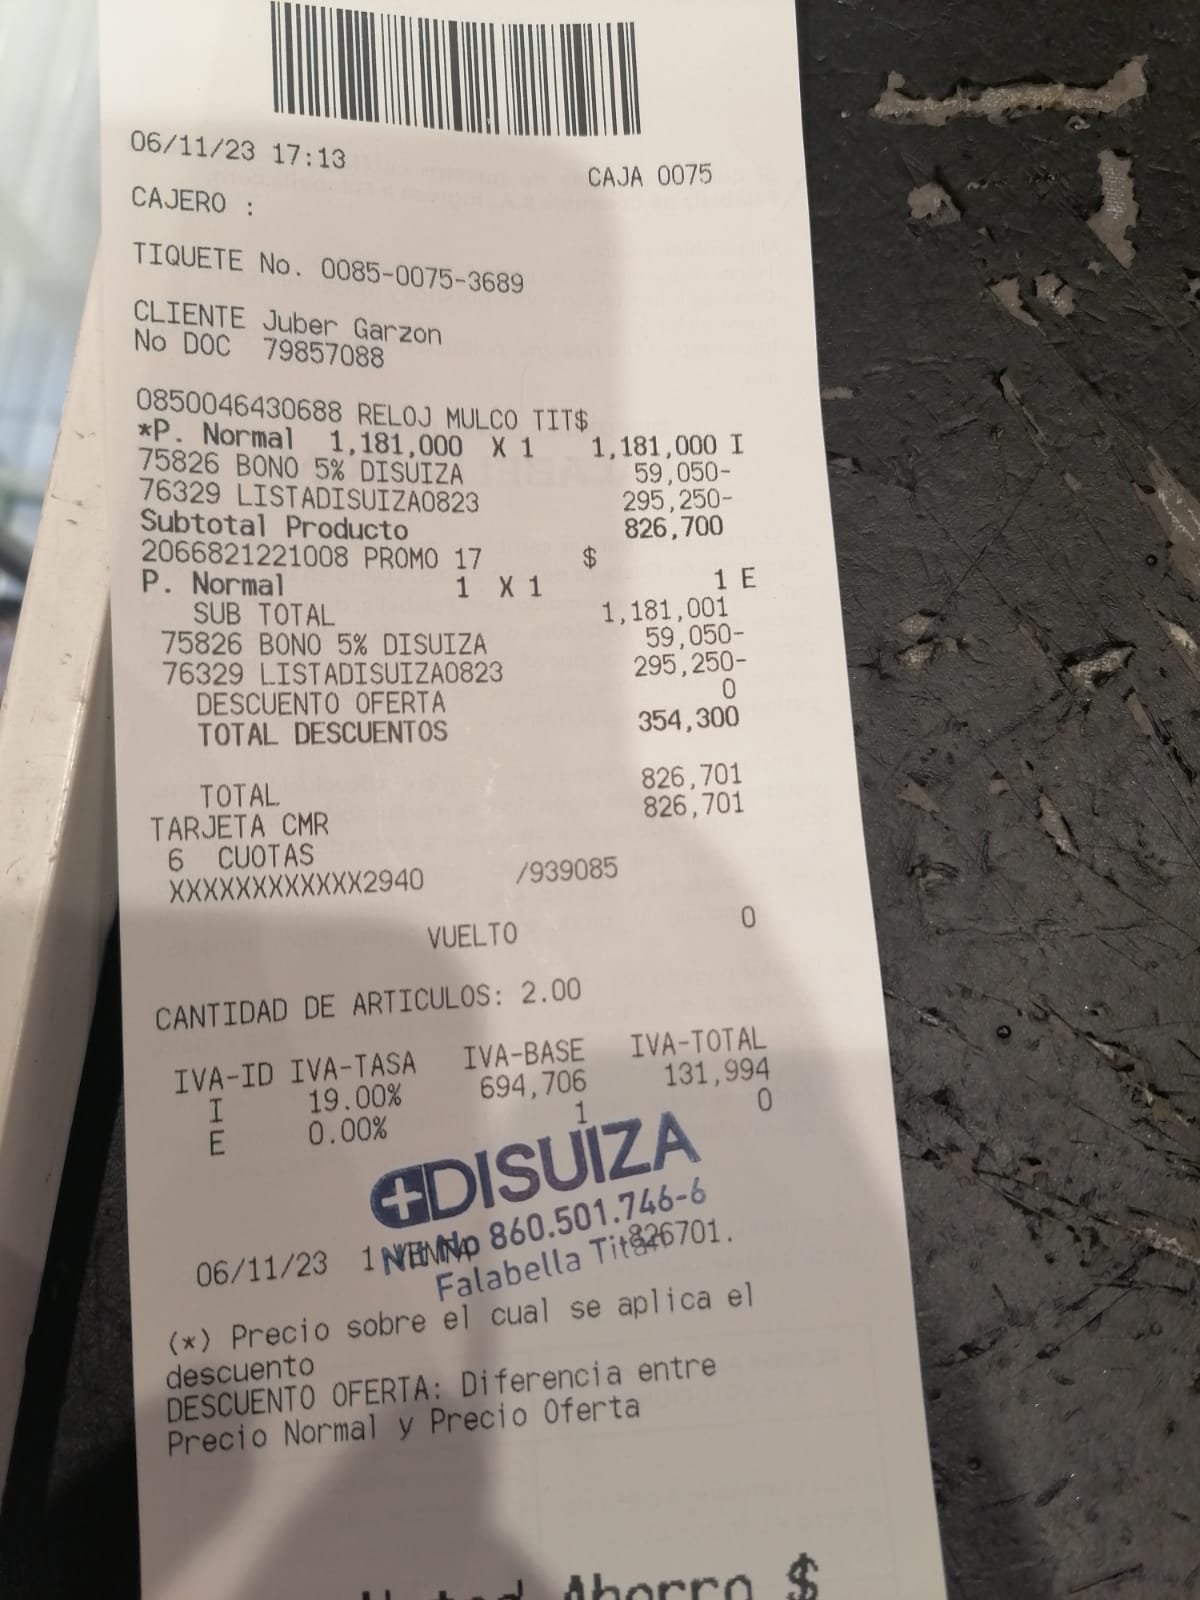 06/11/23 17:13
CAJA 0075
CAJERO :
TIQUETE No. 0085-0075-3689
CLIENTE Juber Garzon
No DOC 79857088
0850046430688 RELOJ MULCO TIT$
*P. Normal 1,181,000 X 1 1,181,000 I
75826 BONO 5% DISUIZA 59,050-
76329 LISTADISUIZA0823 295,250-
Subtotal Producto 826,700
2066821221008 PROMO 17 $
P. Normal 1 X 1 1 E
SUB TOTAL 1,181,001
75826 BONO 5% DISUIZA 59,050-
76329 LISTADISUIZA0823 295,250-
DESCUENTO OFERTA 0
TOTAL DESCUENTOS 354,300
TOTAL 826,701
TARJETA CMR 826,701
6 CUOTAS
XXXXXXXXXXXX2940 /939085
VUELTO 0
CANTIDAD DE ARTICULOS: 2.00
IVA-ID IVA-TASA IVA-BASE IVA-TOTAL
I 19.00% 694,706 131,994
E 0.00% 1 0
DISUIZA
Nit No 860.501.746-6
Falabella Titán
06/11/23 1 VENTA 826701.
(*) Precio sobre el cual se aplica el
descuento
DESCUENTO OFERTA: Diferencia entre
Precio Normal y Precio Oferta
Usted Ahorro $